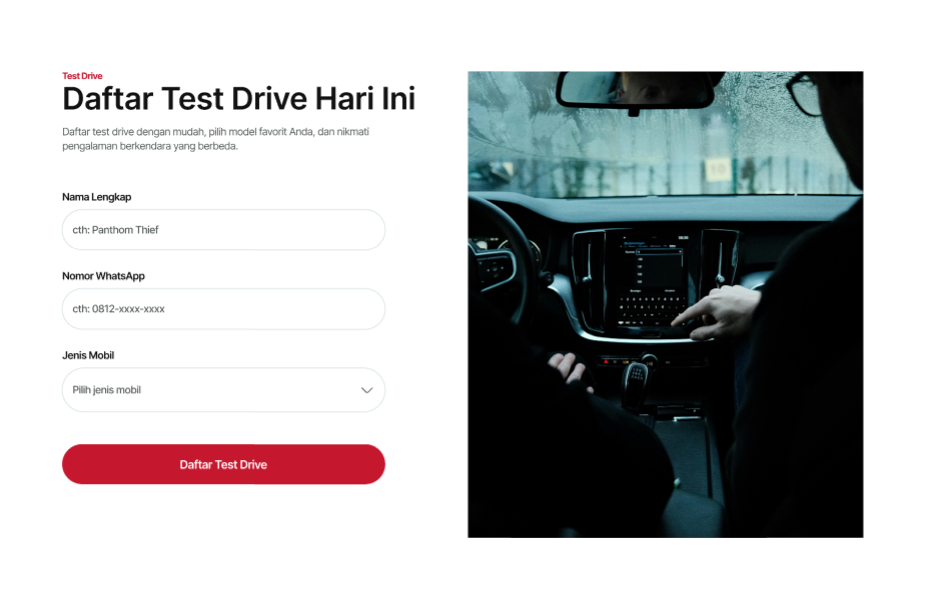 Test Drive
Daftar Test Drive Hari Ini
Daftar test drive dengan mudah, pilih model favorit Anda, dan nikmati
pengalaman berkendara yang berbeda.
Nama Lengkap
cth: Panthom Thief
Nomor WhatsApp
cth: 0812-xxxx-xxxx
Jenis Mobil
Pilih jenis mobil
Daftar Test Drive